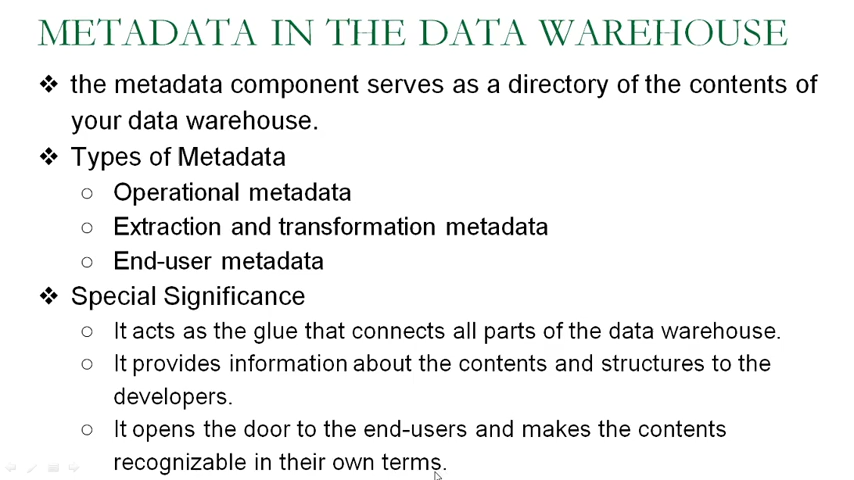 METADATA IN THE DATA WAREHOUSE
❖ the metadata component serves as a directory of the contents of
your data warehouse.
❖ Types of Metadata
○ Operational metadata
○ Extraction and transformation metadata
○ End-user metadata
❖ Special Significance
○ It acts as the glue that connects all parts of the data warehouse.
○ It provides information about the contents and structures to the
developers.
○ It opens the door to the end-users and makes the contents
recognizable in their own terms.